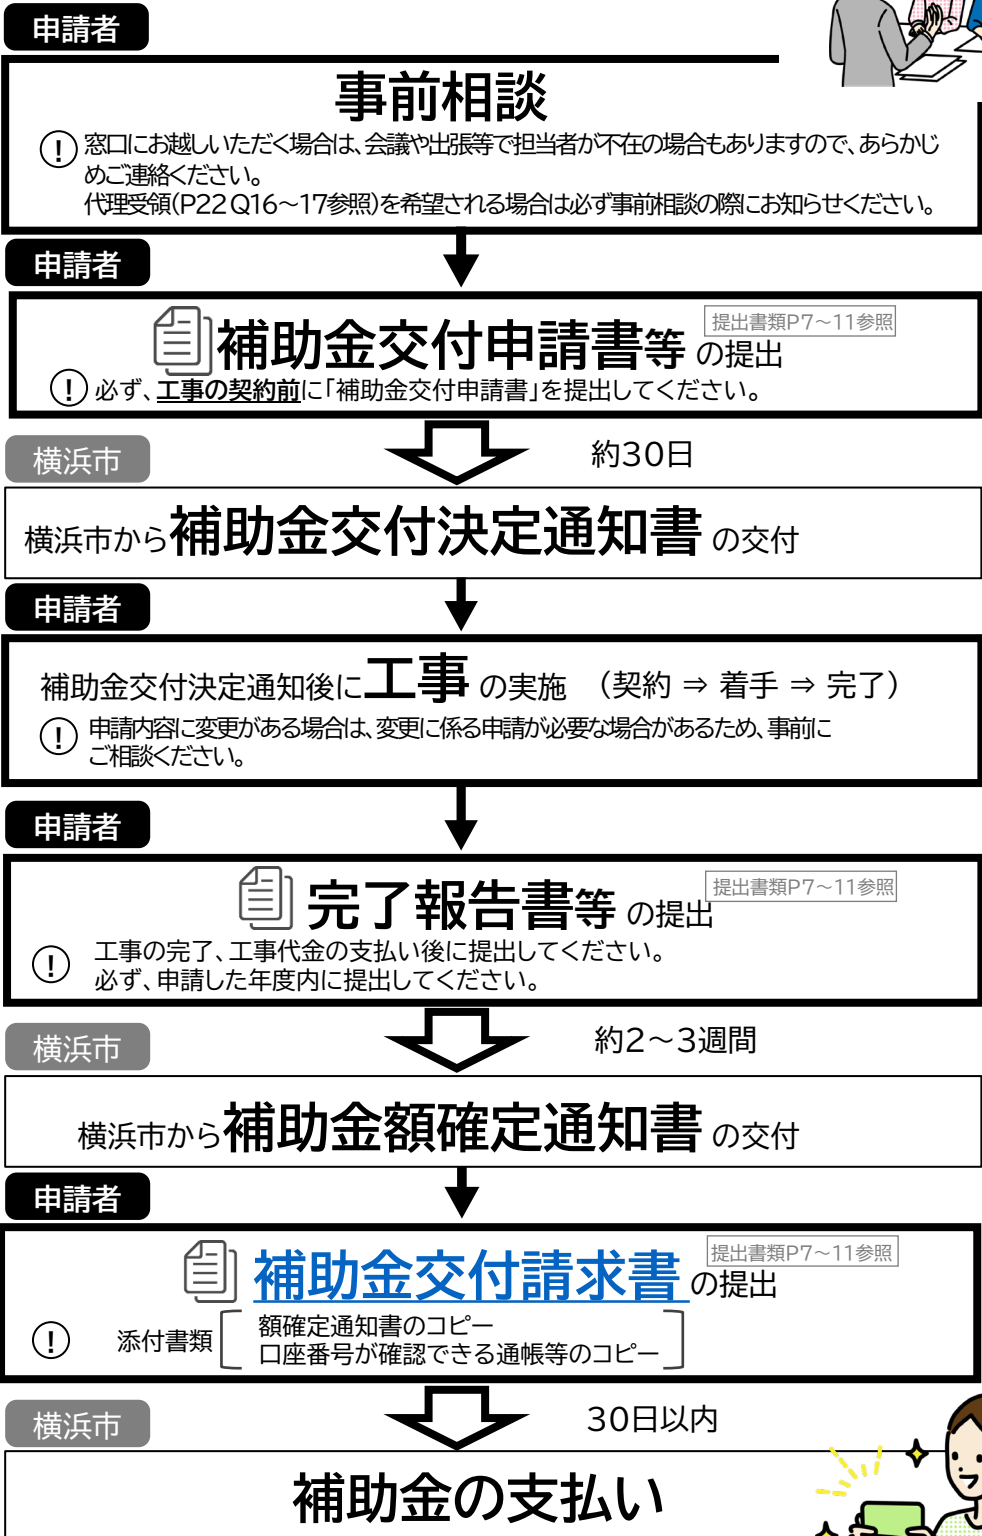 申請者
事前相談
! 窓口にお越しいただく場合は、会議や出張等で担当者が不在の場合もありますので、あらかじ
めご連絡ください。
代理受領(P22 Q16～17参照)を希望される場合は必ず事前相談の際にお知らせください。
申請者
提出書類P7～11参照
補助金交付申請書等 の提出
! 必ず、工事の契約前に「補助金交付申請書」を提出してください。
横浜市
約30日
横浜市から補助金交付決定通知書 の交付
申請者
補助金交付決定通知後に工事 の実施 （契約 ⇒ 着手 ⇒ 完了）
! 申請内容に変更がある場合は、変更に係る申請が必要な場合があるため、事前に
ご相談ください。
申請者
提出書類P7～11参照
完了報告書等 の提出
! 工事の完了、工事代金の支払い後に提出してください。
必ず、申請した年度内に提出してください。
横浜市
約2～3週間
横浜市から補助金額確定通知書 の交付
申請者
提出書類P7～11参照
補助金交付請求書 の提出
! 添付書類
額確定通知書のコピー
口座番号が確認できる通帳等のコピー
横浜市
30日以内
補助金の支払い